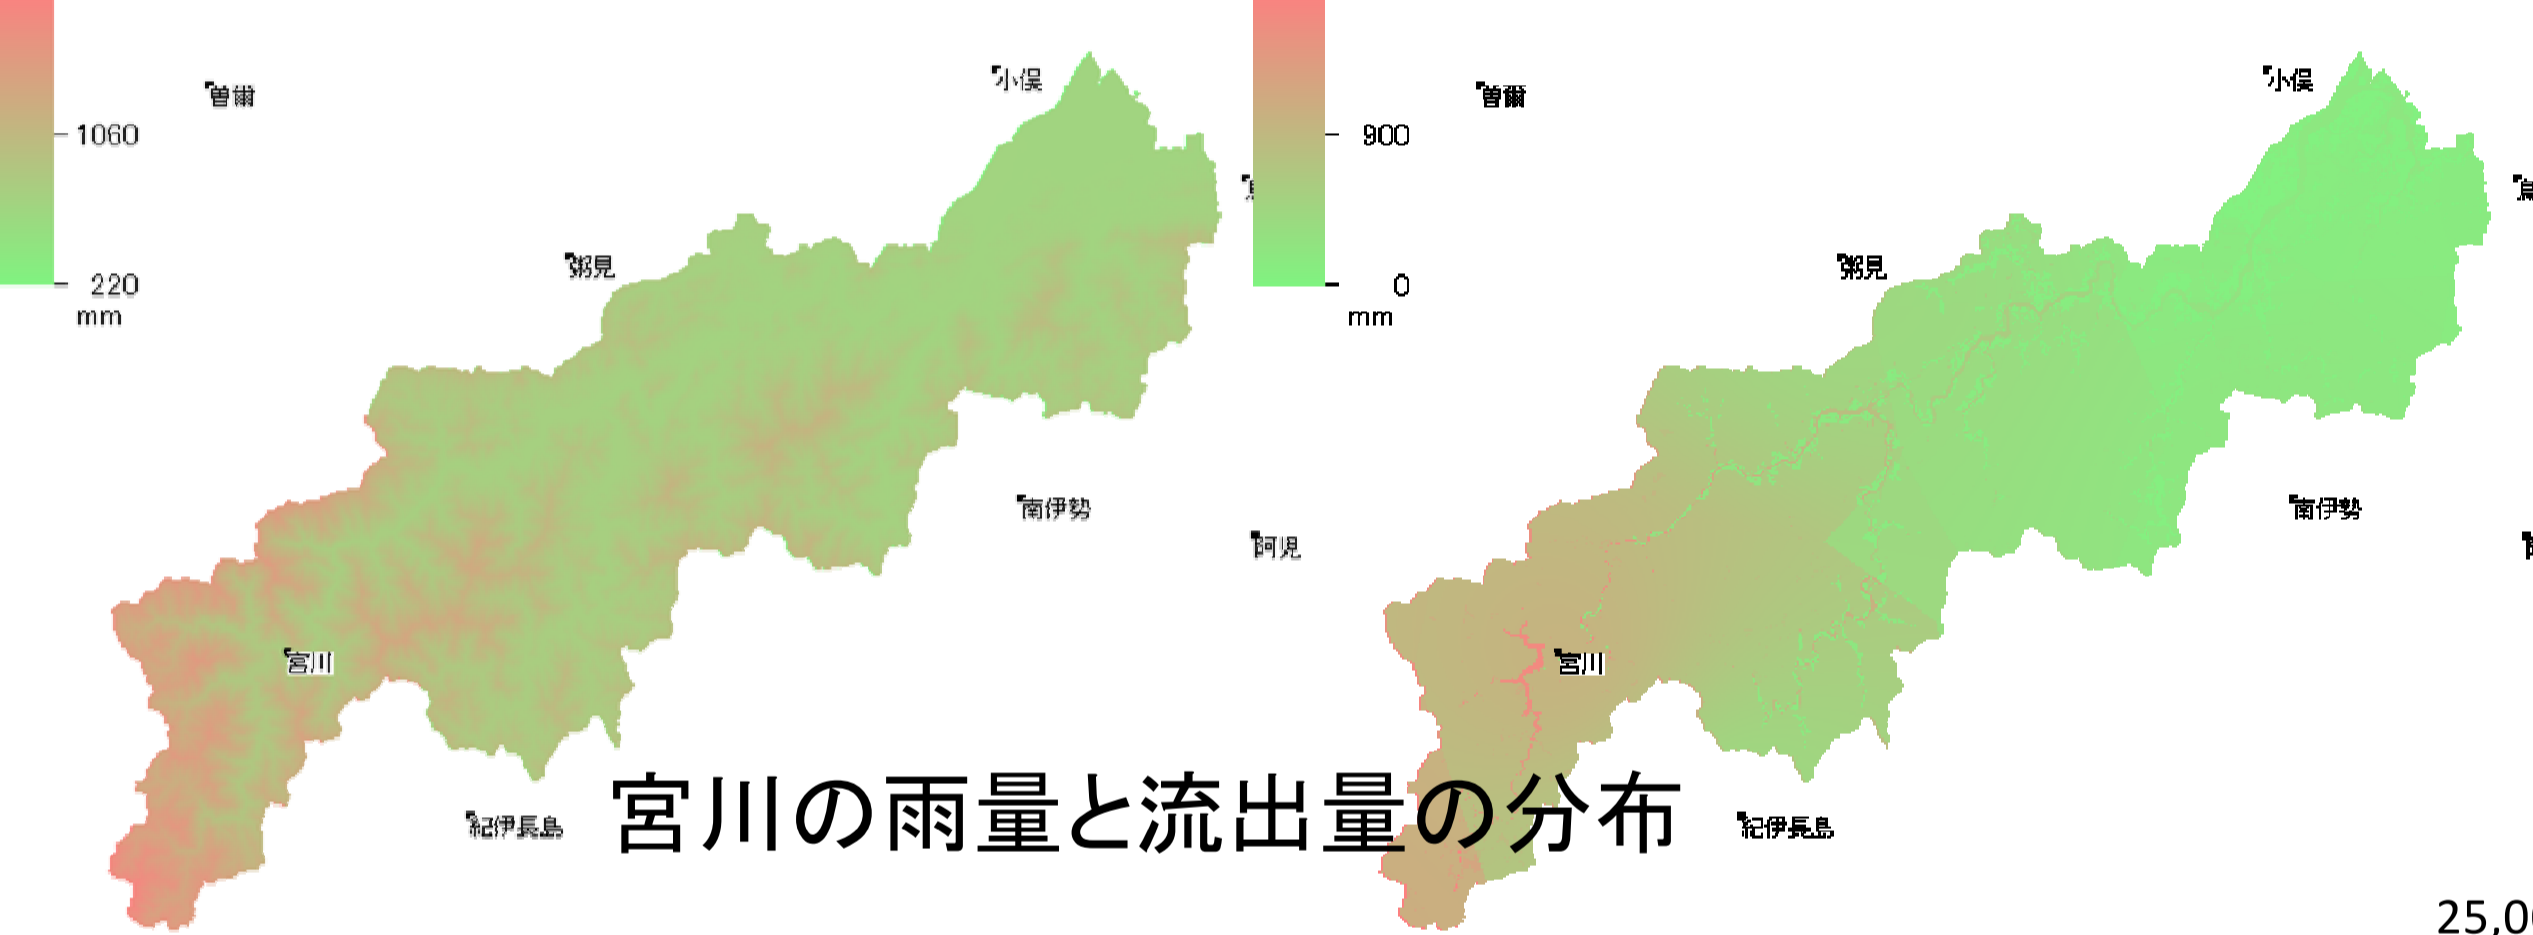 曽爾
小俣
1060
粥見
220
mm
南伊勢
阿児
宮川
紀伊長島
曽爾
小俣
900
粥見
0
mm
南伊勢
宮川
紀伊長島
宮川の雨量と流出量の分布